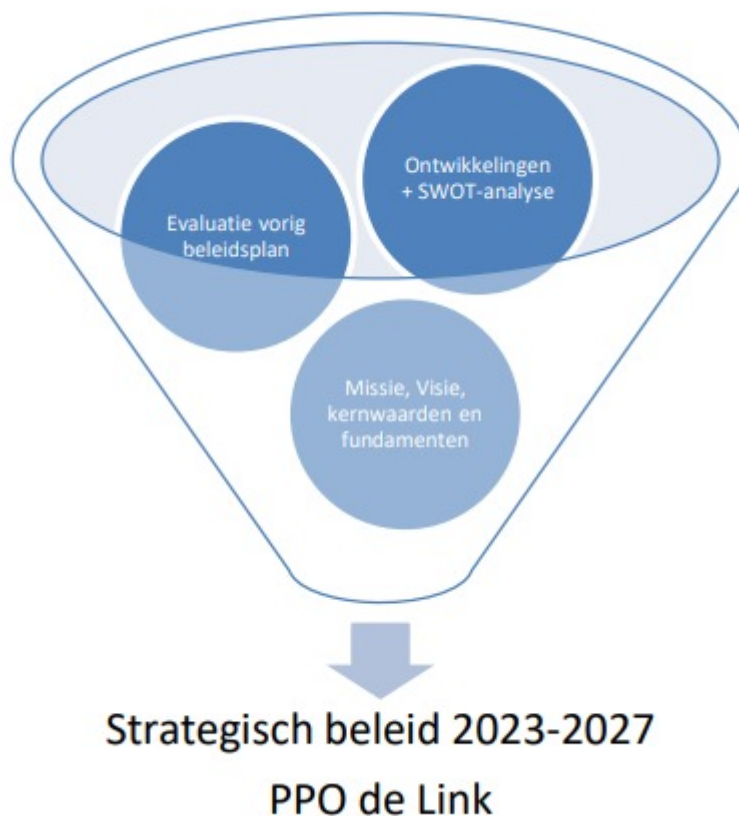 Ontwikkelingen
+ SWOT-analyse
Evaluatie vorig
beleidsplan
Missie, Visie,
kernwaarden en
fundamenten
Strategisch beleid 2023-2027
PPO de Link